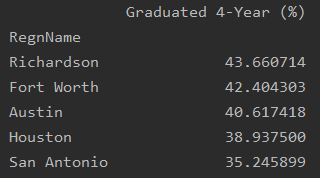 Graduated 4-Year (%)
RegnName
Richardson 43.660714
Fort Worth 42.404303
Austin 40.617418
Houston 38.937500
San Antonio 35.245899